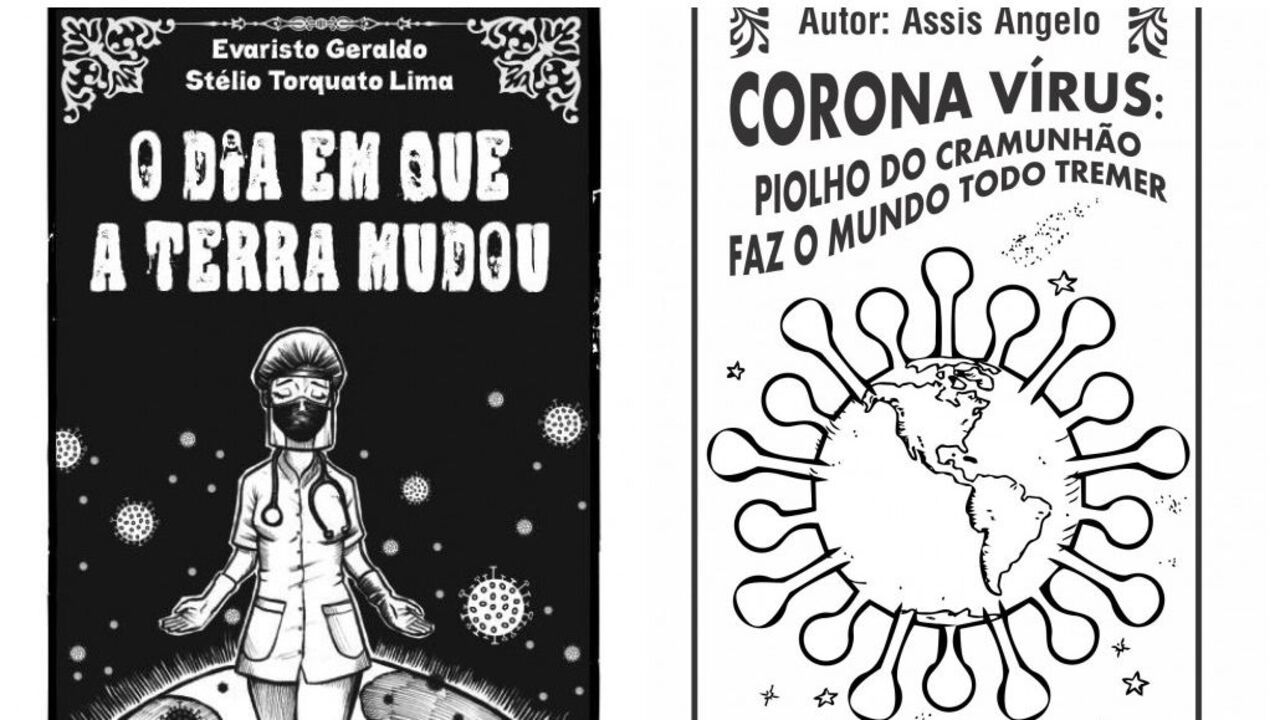 Evaristo Geraldo
Stélio Torquato Lima
O DIA EM QUE
A TERRA MUDOU
Autor: Assis Angelo
CORONA VÍRUS:
PIOLHO DO CRAMUNHÃO
FAZ O MUNDO TODO TREMER